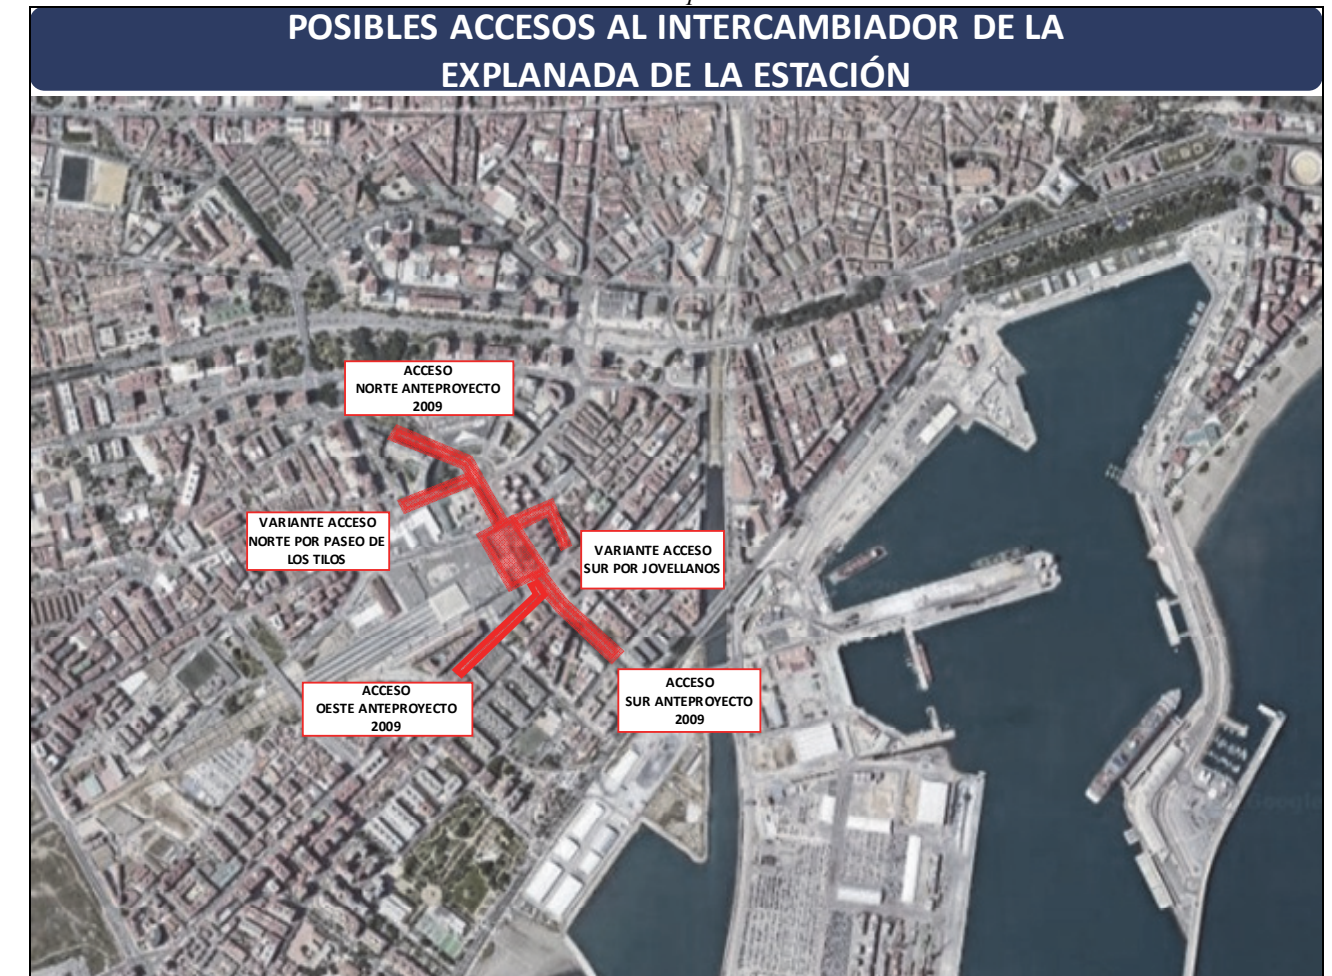 POSIBLES ACCESOS AL INTERCAMBIADOR DE LA
EXPLANADA DE LA ESTACIÓN
ACCESO
NORTE ANTEPROYECTO
2009
VARIANTE ACCESO
NORTE POR PASEO DE
LOS TILOS
VARIANTE ACCESO
SUR POR JOVELLANOS
ACCESO
OESTE ANTEPROYECTO
2009
ACCESO
SUR ANTEPROYECTO
2009
Google